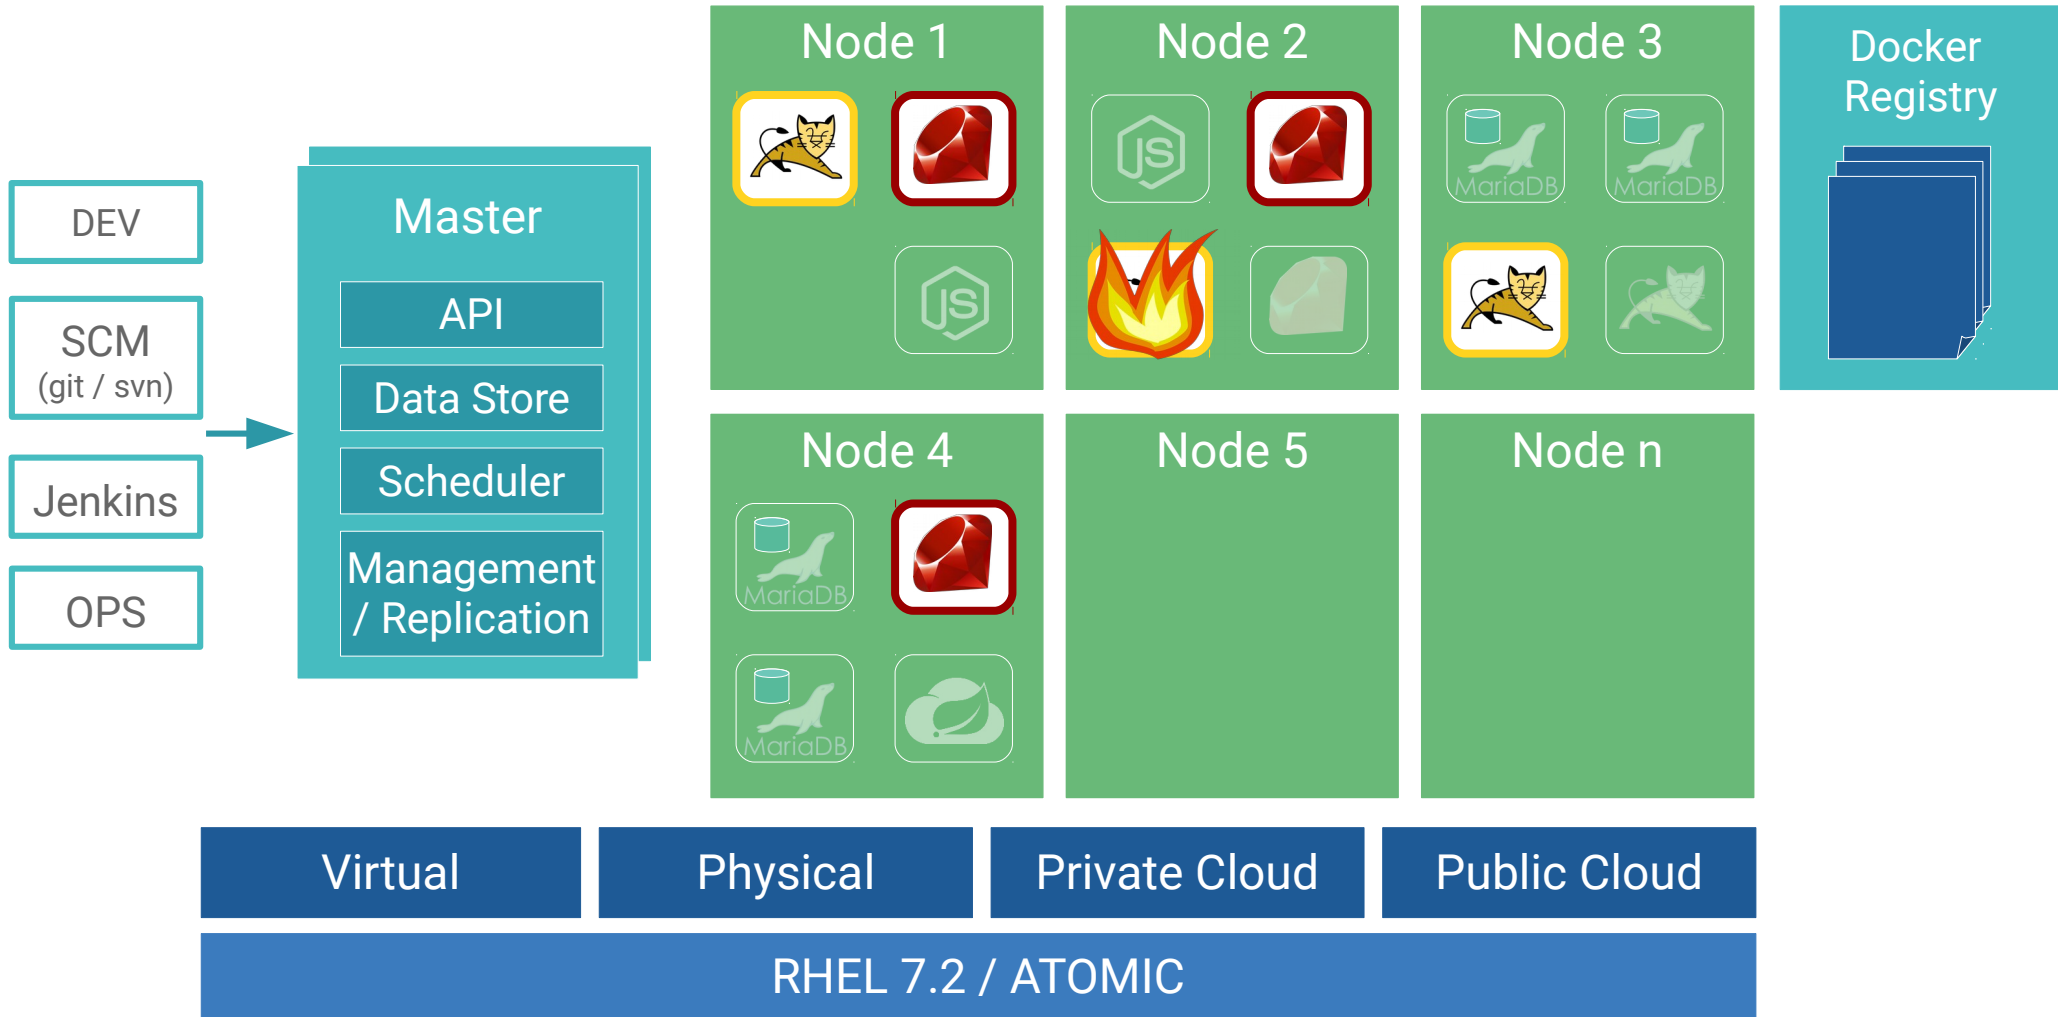 DEV
SCM
(git / svn)
Jenkins
OPS
Master
API
Data Store
Scheduler
Management
/ Replication
Node 1
JS
Node 2
JS
Node 3
MariaDB
MariaDB
Node 4
MariaDB
MariaDB
Node 5
Node n
Docker
Registry
Virtual
Physical
Private Cloud
Public Cloud
RHEL 7.2 / ATOMIC